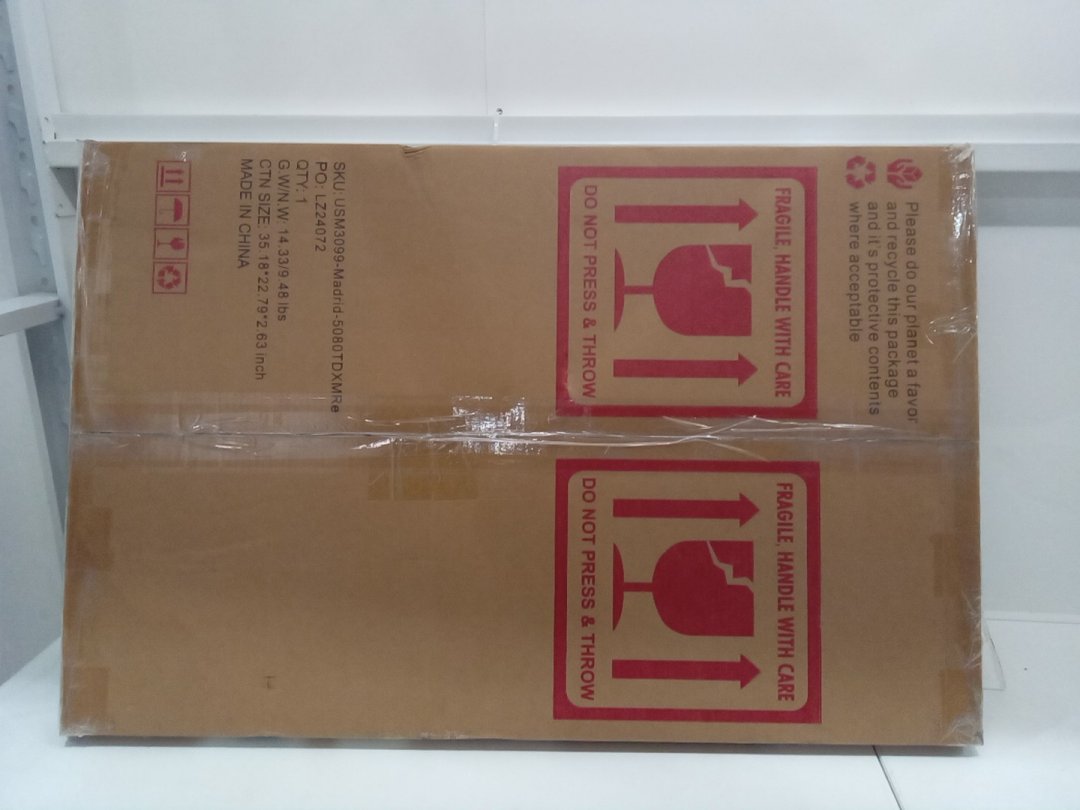 Please do our planet a favor
and recycle this package
and it's protective contents
where acceptable
FRAGILE, HANDLE WITH CARE
DO NOT PRESS & THROW
FRAGILE, HANDLE WITH CARE
DO NOT PRESS & THROW
SKU: USM3099-Madrid-5080TDXMRe
PO: LZ24072
QTY: 1
G.W/N.W: 14.33/9.48 lbs
CTN SIZE: 35.18*22.79*2.63 inch
MADE IN CHINA